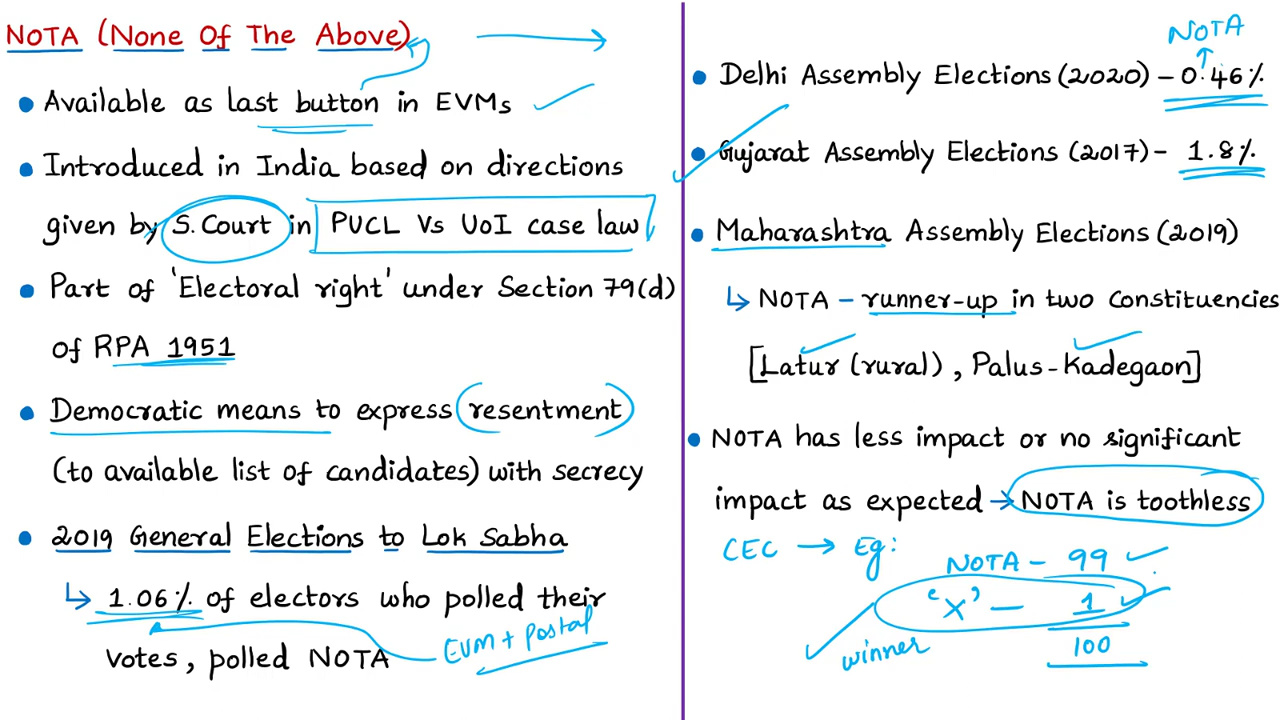 NOTA (None Of The Above)
• Available as last button in EVMs
• Introduced in India based on directions
given by S. Court in PUCL Vs UoI case law
• Part of 'Electoral right' under Section 79(d)
of RPA 1951
• Democratic means to express (resentment)
(to available list of candidates) with secrecy
• 2019 General Elections to Lok Sabha
↳ 1.06% of electors who polled their
votes, polled NOTA
EVM + Postal
NOTA
• Delhi Assembly Elections (2020) - 0.46%
• Gujarat Assembly Elections (2017) - 1.8%
• Maharashtra Assembly Elections (2019)
↳ NOTA - runner-up in two constituencies
[Latur (rural), Palus-Kadegaon]
• NOTA has less impact or no significant
impact as expected → NOTA is toothless
CEC → Eg:
NOTA - 99
'X' - 1
winner
100